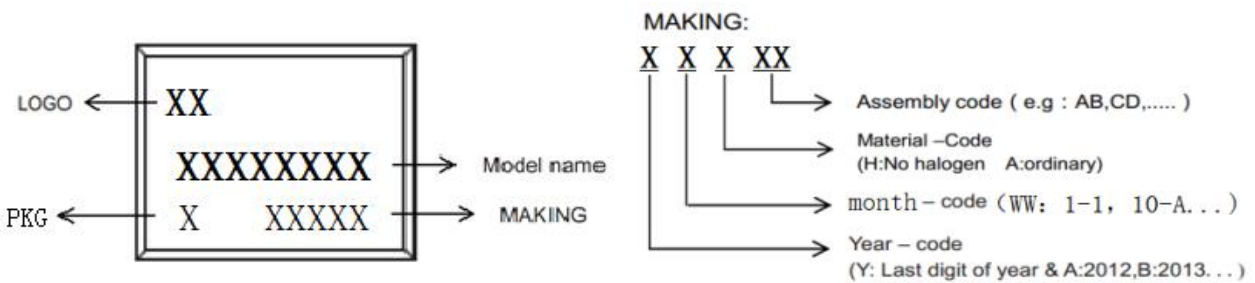 LOGO
XX
XXXXXXXX
Model name
PKG
X XXXXX
MAKING
MAKING:
X X X XX
Assembly code ( e.g : AB,CD,..... )
Material –Code
(H:No halogen A:ordinary)
month – code (WW: 1-1, 10-A...)
Year – code
(Y: Last digit of year & A:2012,B:2013. . . )